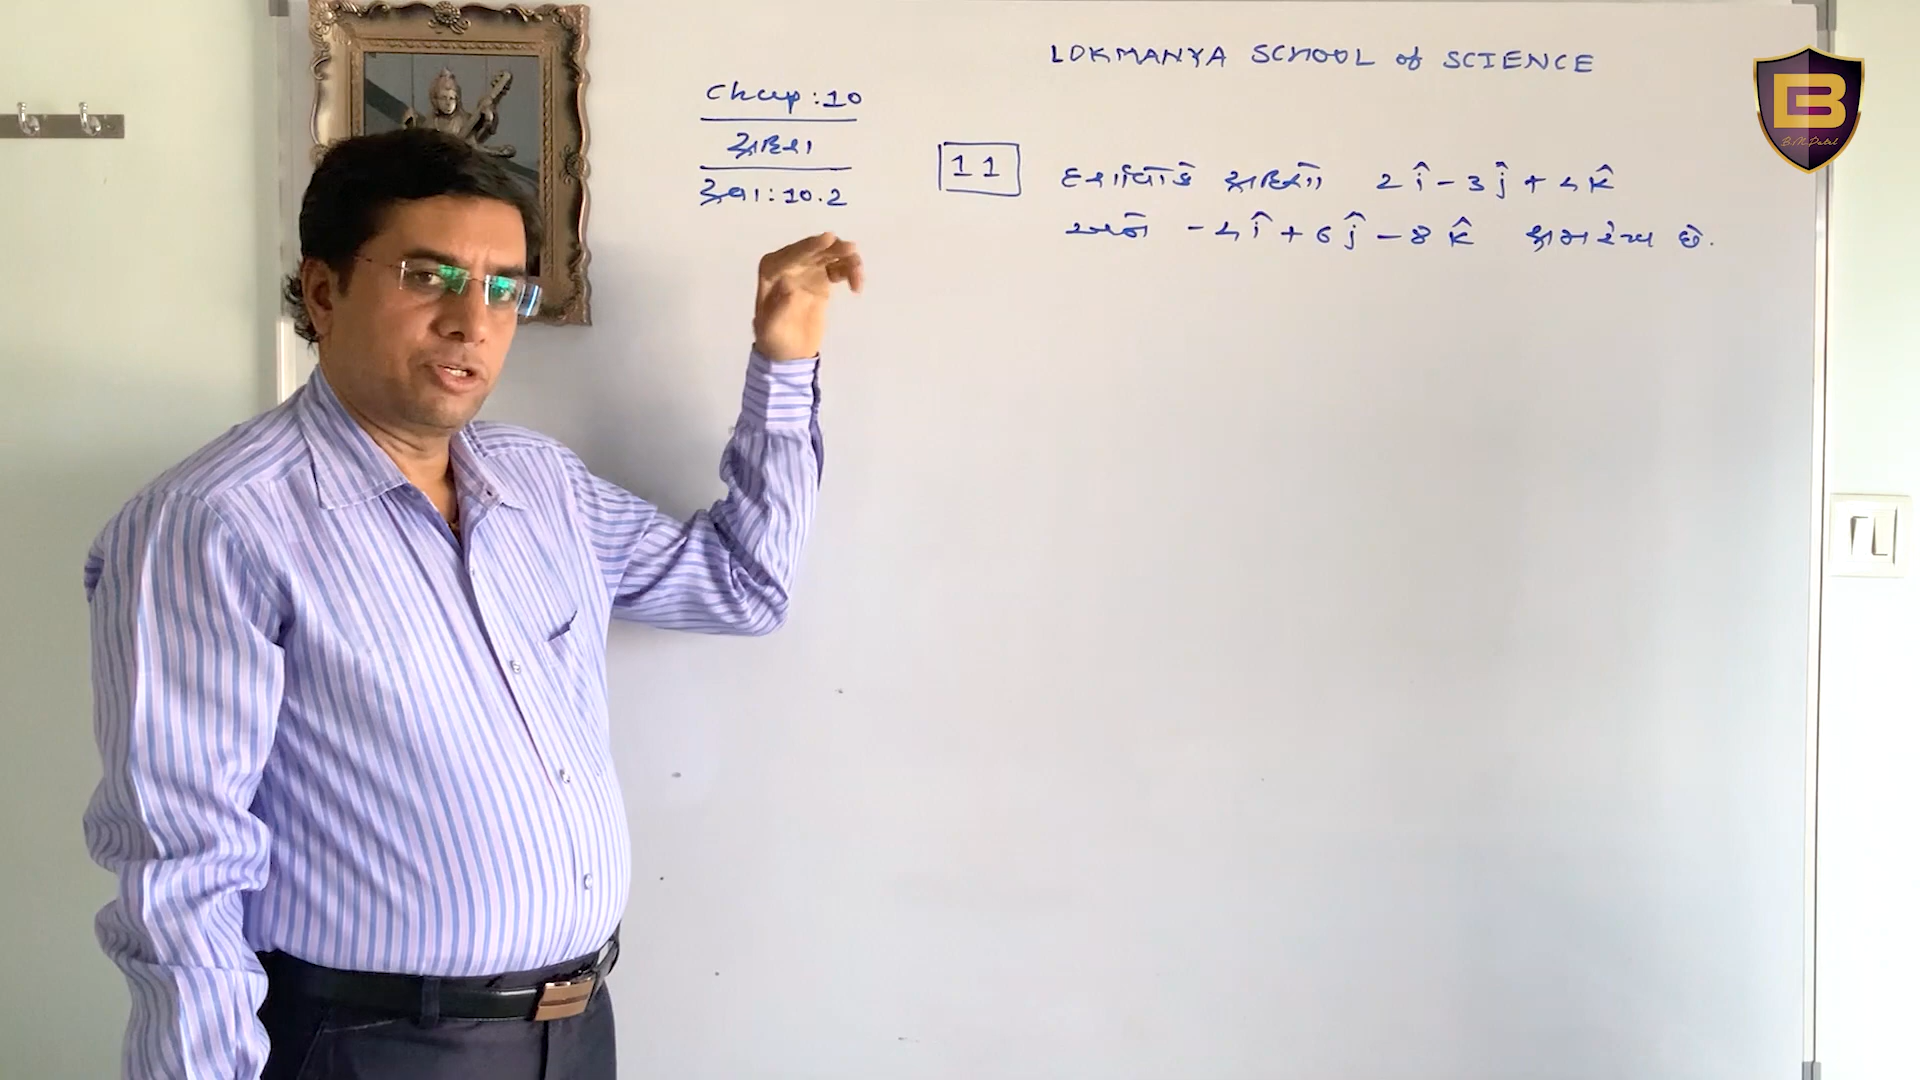 LOKMANYA SCHOOL of SCIENCE
Chap : 10
સદિશ
સ્વા : 10.2
11 દર્શાવો કે સદિશો 2î - 3ĵ + 4k̂
અને -4î + 6ĵ - 8k̂ સમરેખ છે.
B
B.M.Patel